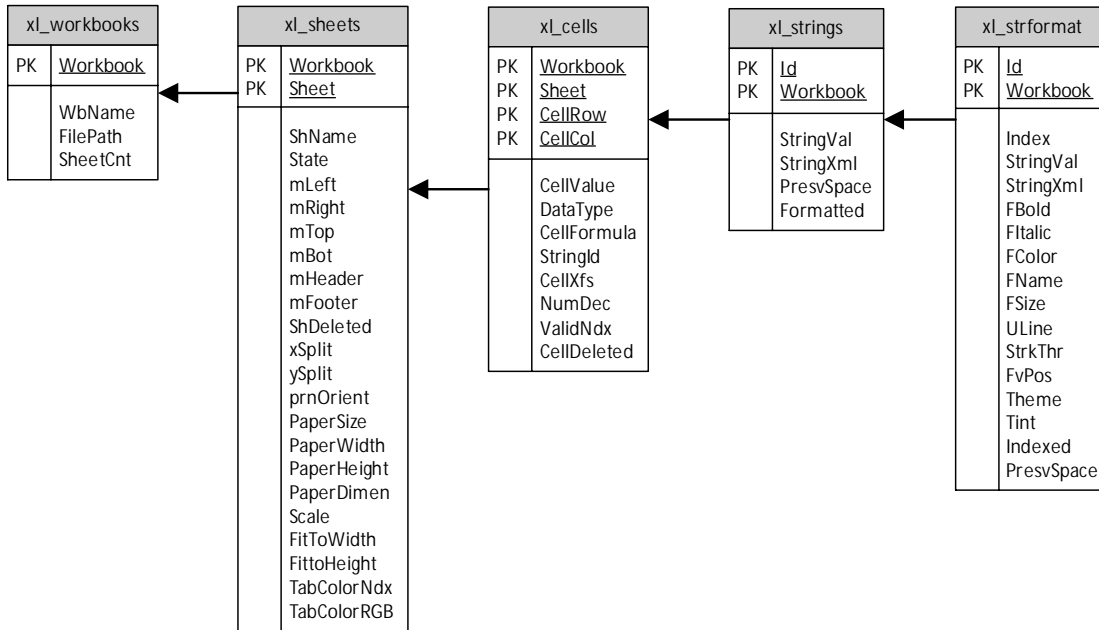 xl_workbooks
PK Workbook
WbName
FilePath
SheetCnt
xl_sheets
PK Workbook
PK Sheet
ShName
State
mLeft
mRight
mTop
mBot
mHeader
mFooter
ShDeleted
xSplit
ySplit
prnOrient
PaperSize
PaperWidth
PaperHeight
PaperDimen
Scale
FitToWidth
FittoHeight
TabColorNdx
TabColorRGB
xl_cells
PK Workbook
PK Sheet
PK CellRow
PK CellCol
CellValue
DataType
CellFormula
StringId
CellXfs
NumDec
ValidNdx
CellDeleted
xl_strings
PK Id
PK Workbook
StringVal
StringXml
PresvSpace
Formatted
xl_strformat
PK Id
PK Workbook
Index
StringVal
StringXml
FBold
FItalic
FColor
FName
FSize
ULine
StrkThr
FvPos
Theme
Tint
Indexed
PresvSpace